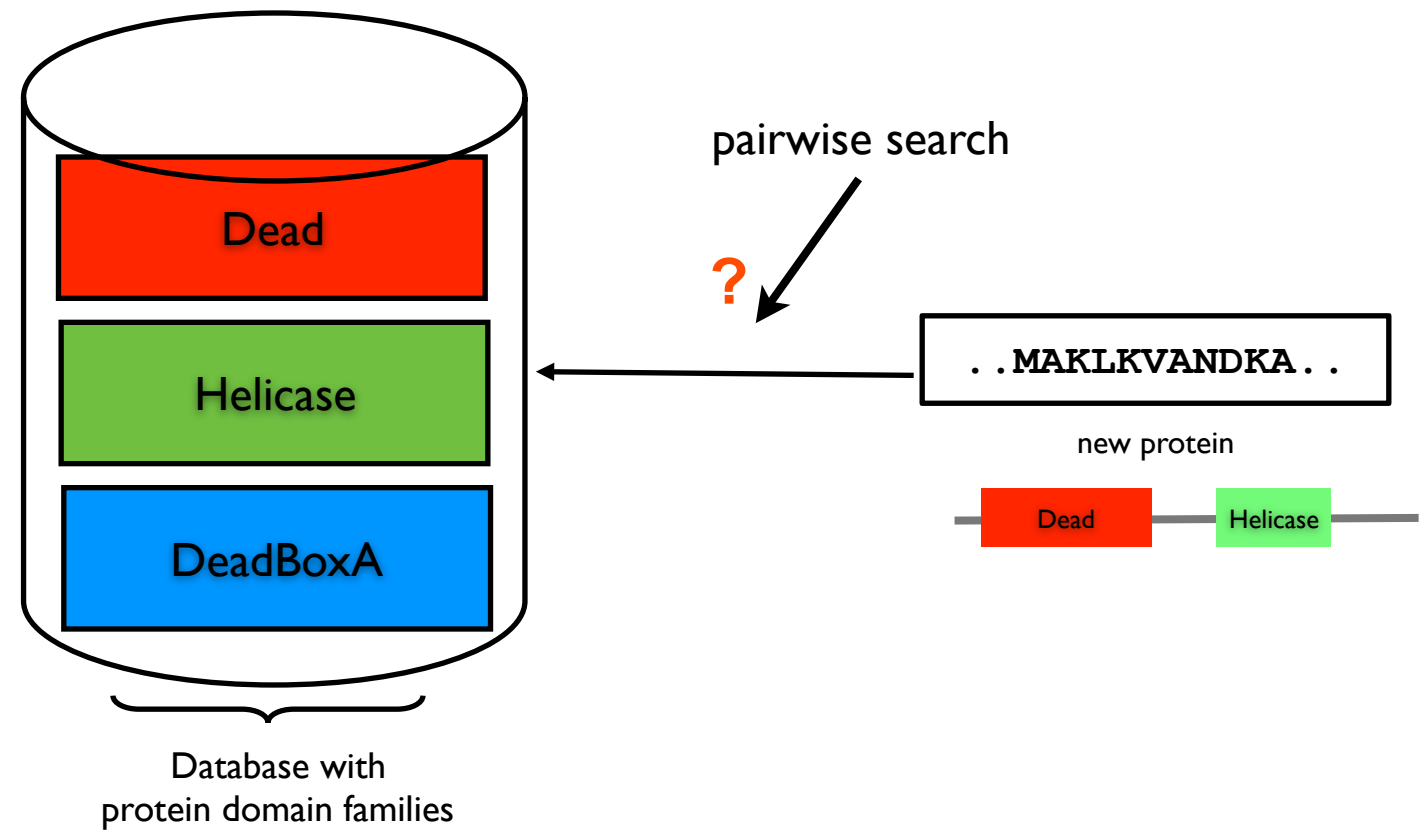 Dead
Helicase
DeadBoxA
Database with
protein domain families
pairwise search
?
..MAKLKVANDKA..
new protein
Dead
Helicase